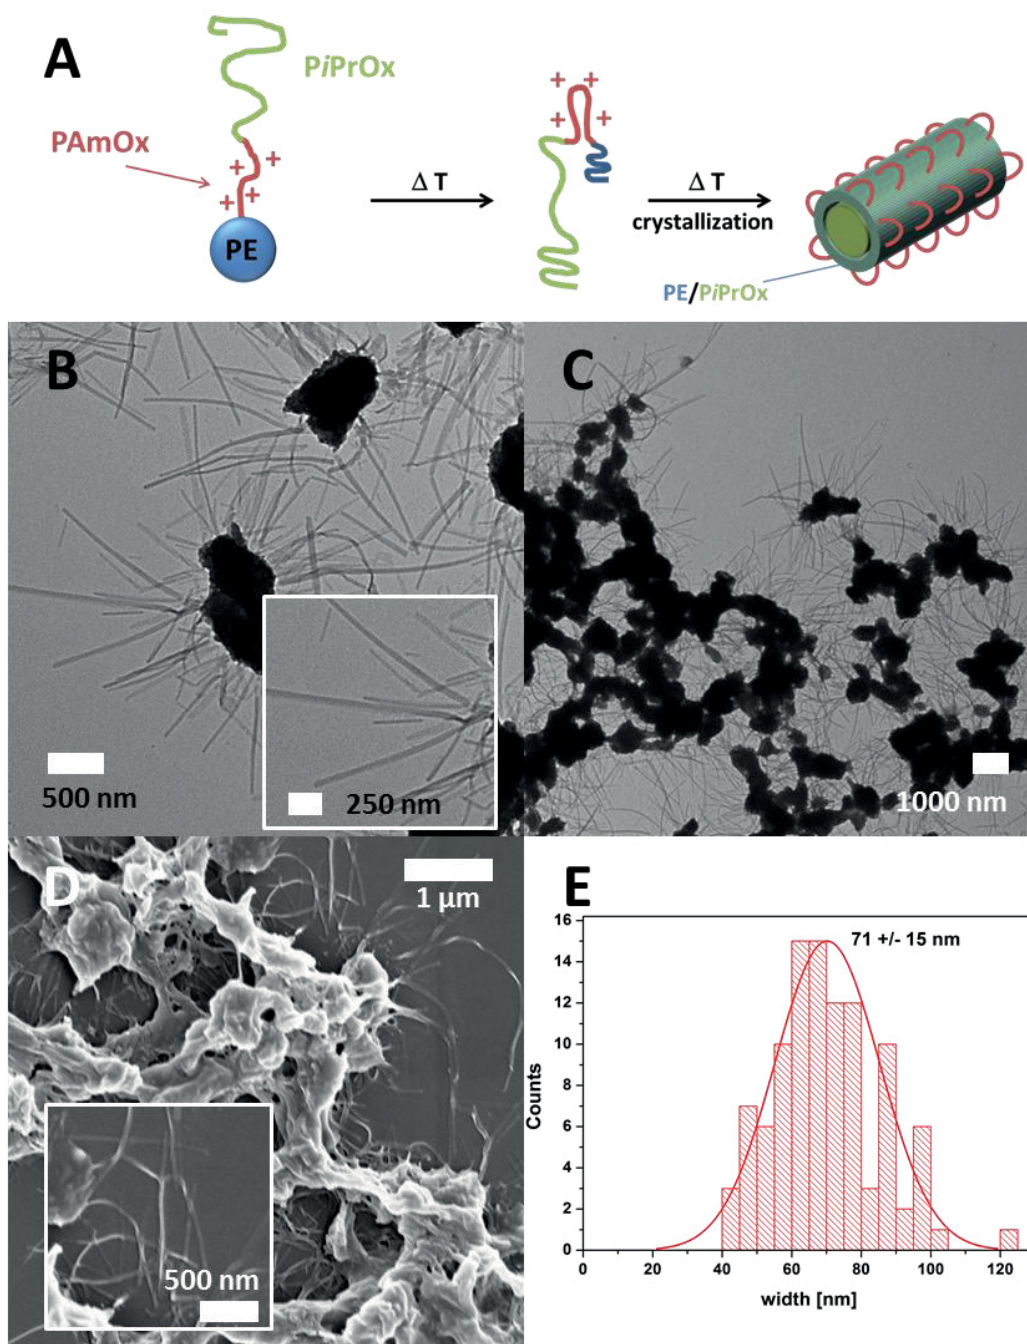 A
PiPrOx
PAmOx
+
+
+
+
PE
Δ T
+
+
+
+
Δ T
crystallization
PE/PiPrOx
B
500 nm
250 nm
C
1000 nm
D
1 µm
500 nm
E
71 +/- 15 nm
Counts
16
14
12
10
8
6
4
2
0
0
20
40
60
80
100
120
width [nm]